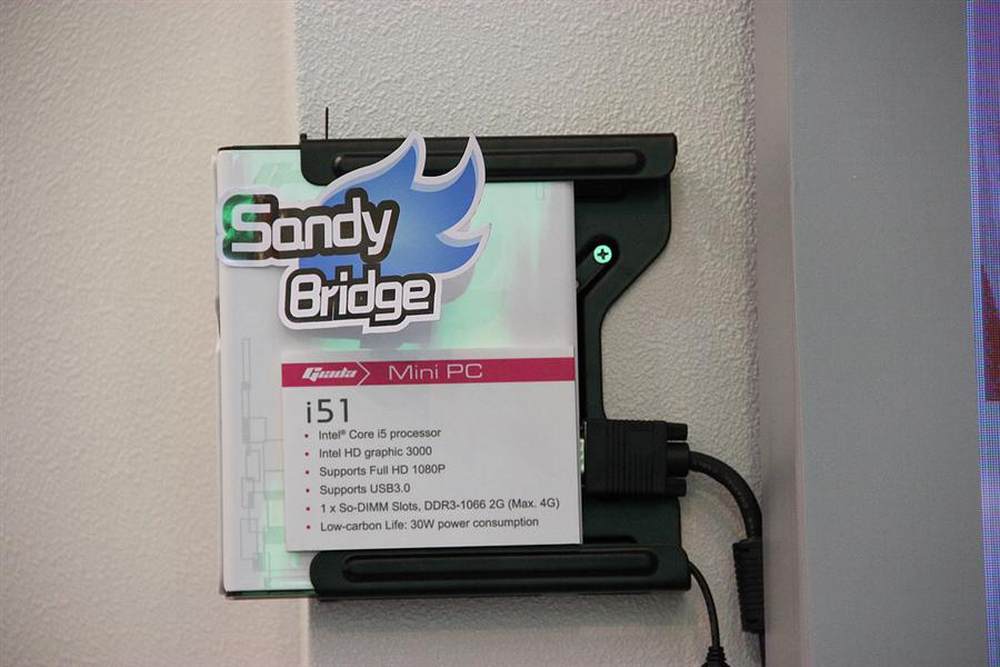 Sandy
Bridge
Giada Mini PC
i51
• Intel® Core i5 processor
• Intel HD graphic 3000
• Supports Full HD 1080P
• Supports USB3.0
• 1 x So-DIMM Slots, DDR3-1066 2G (Max. 4G)
• Low-carbon Life: 30W power consumption